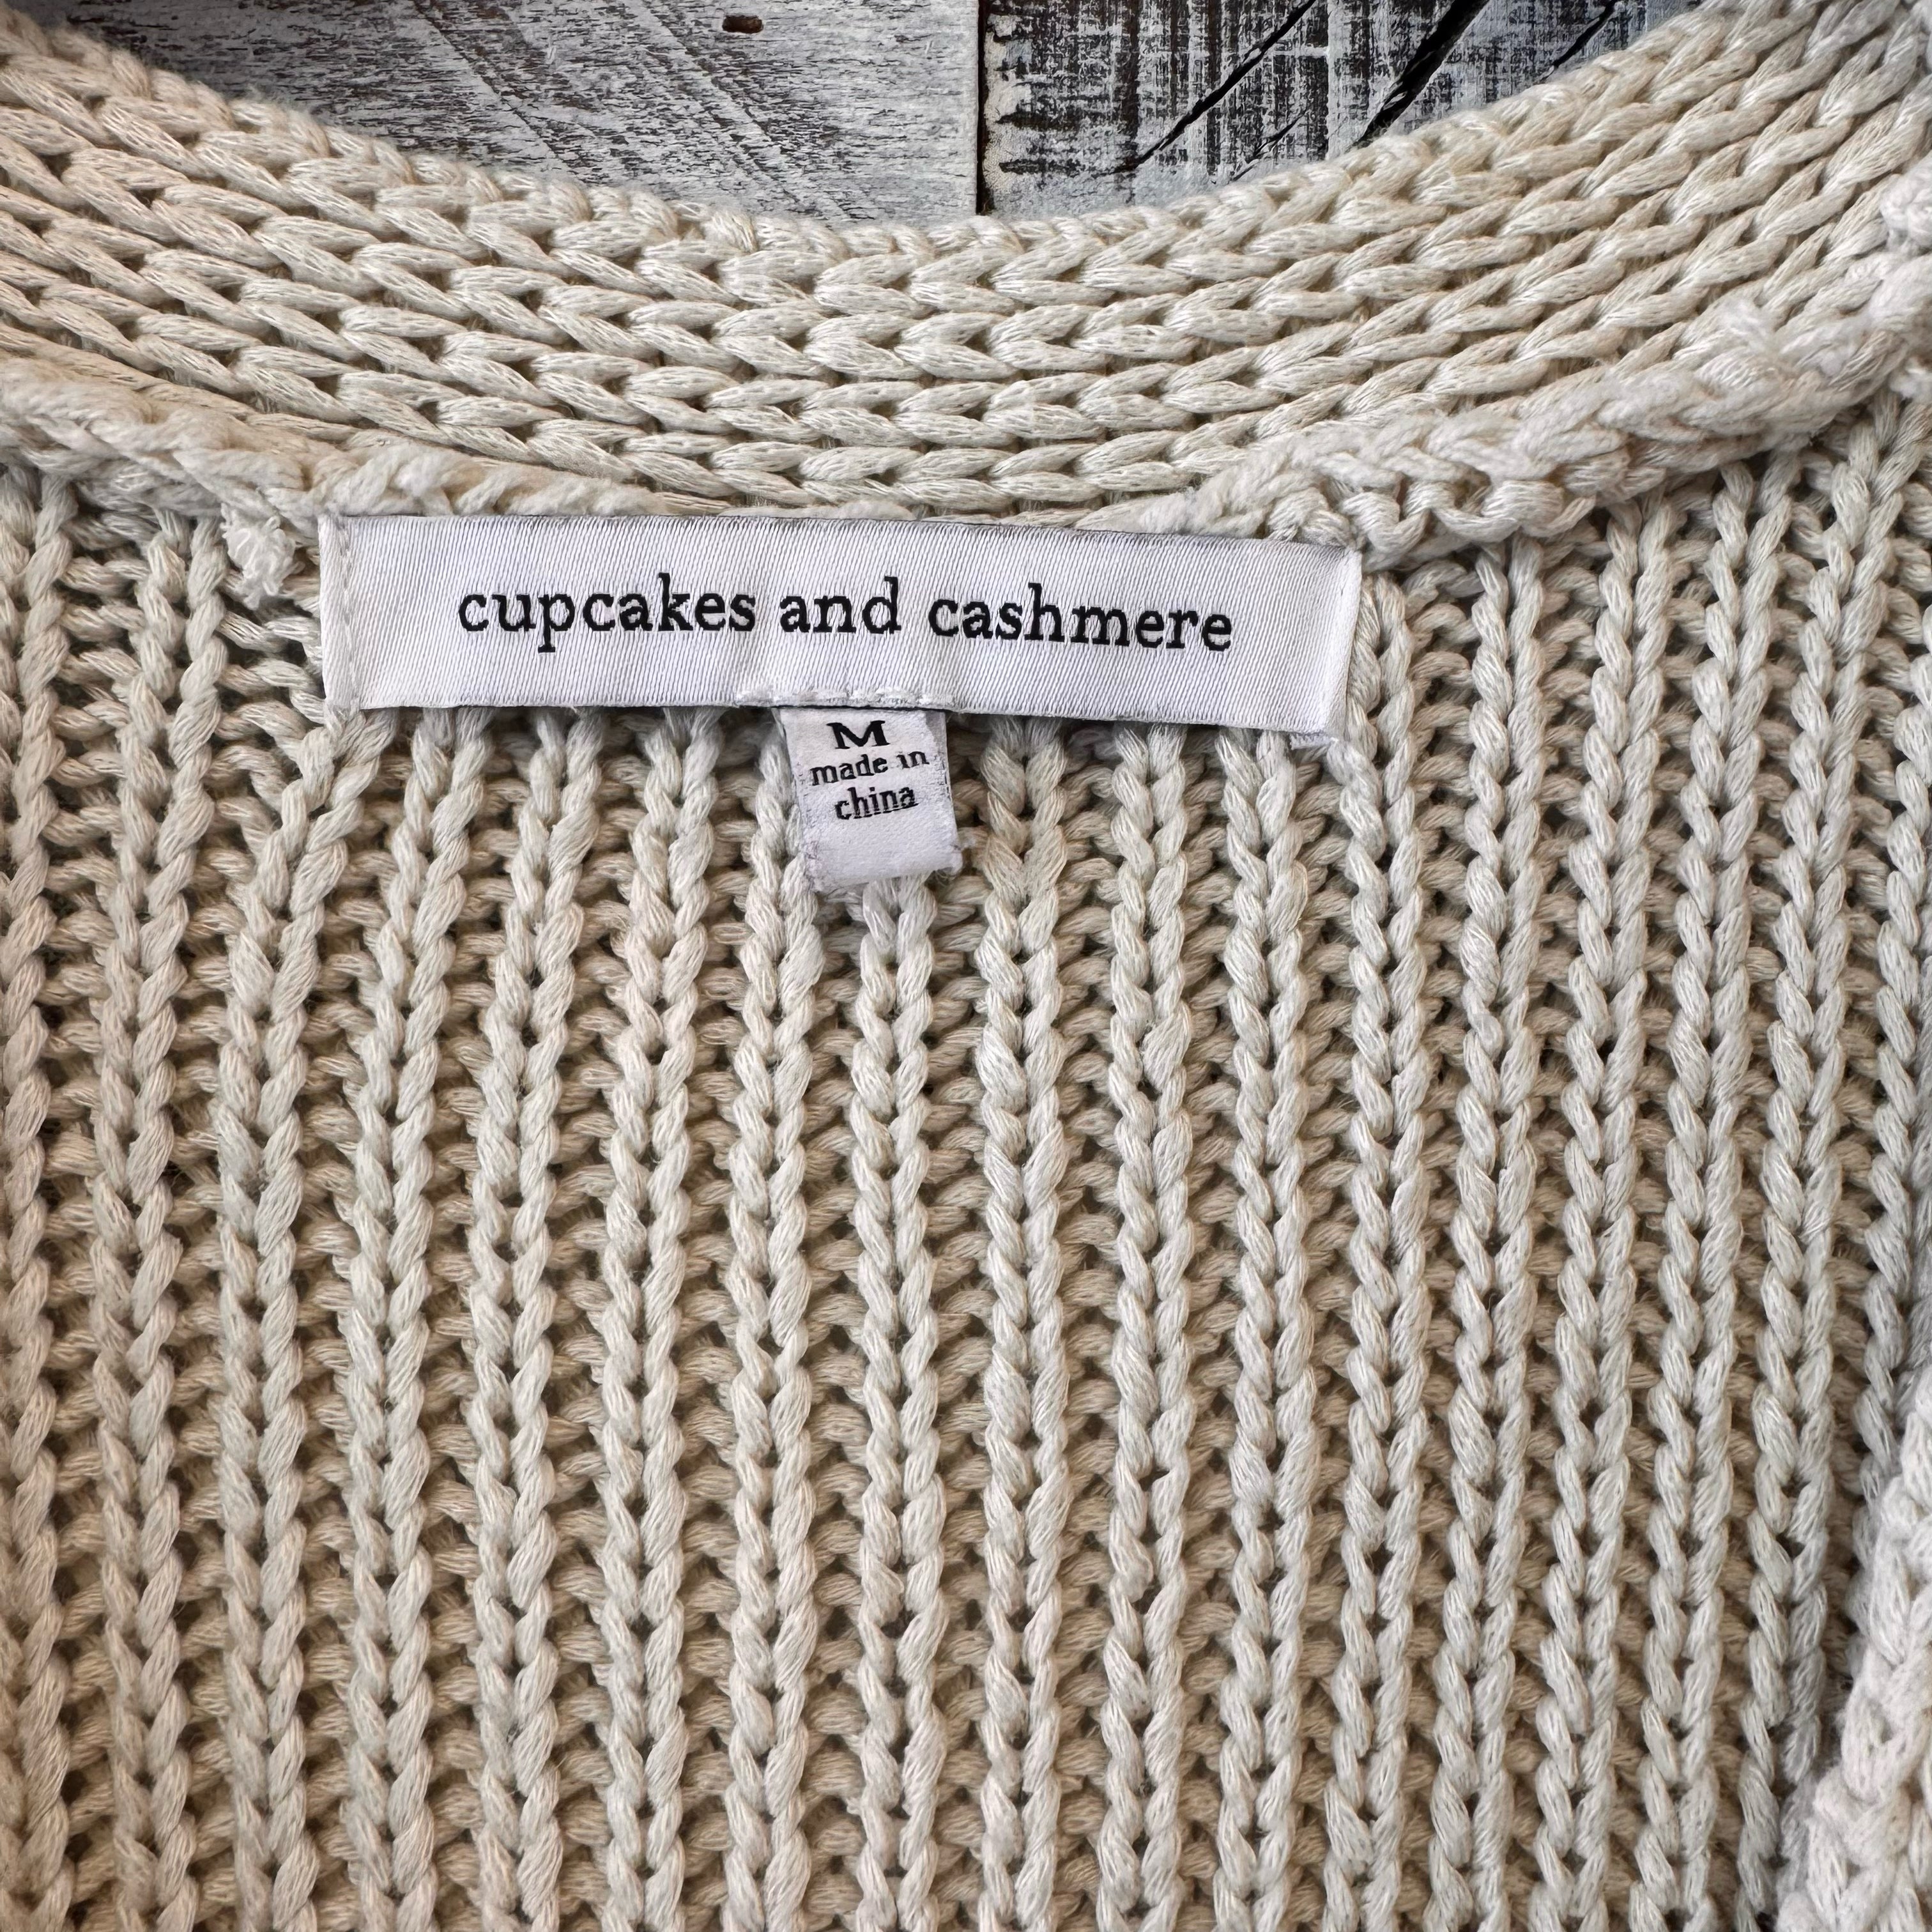 cupcakes and cashmere
M
made in
china